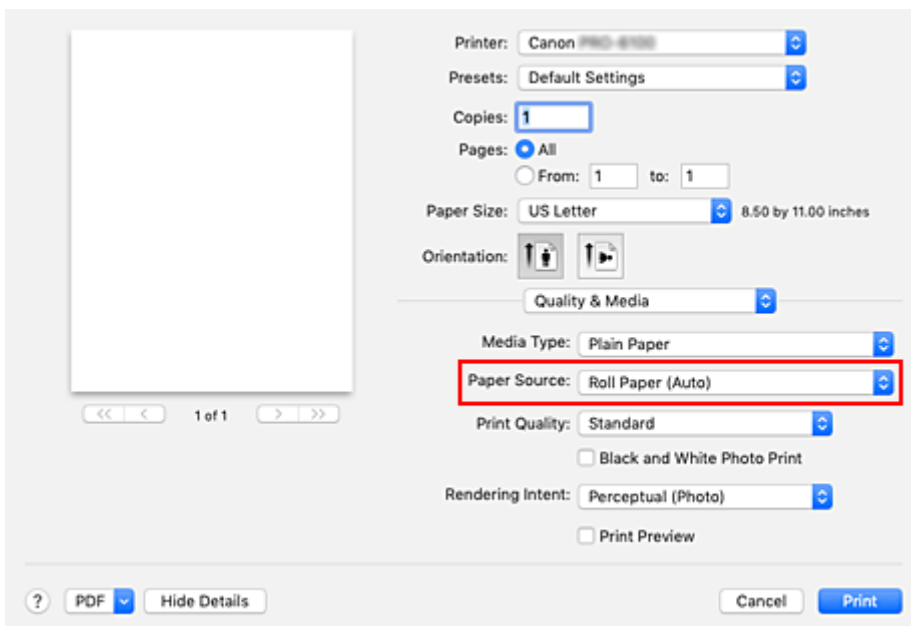 Printer: Canon
Presets: Default Settings
Copies: 1
Pages: All
From: 1 to: 1
Paper Size: US Letter 8.50 by 11.00 inches
Orientation:
Quality & Media
Media Type: Plain Paper
Paper Source: Roll Paper (Auto)
1 of 1
Print Quality: Standard
Black and White Photo Print
Rendering Intent: Perceptual (Photo)
Print Preview
? PDF Hide Details Cancel Print